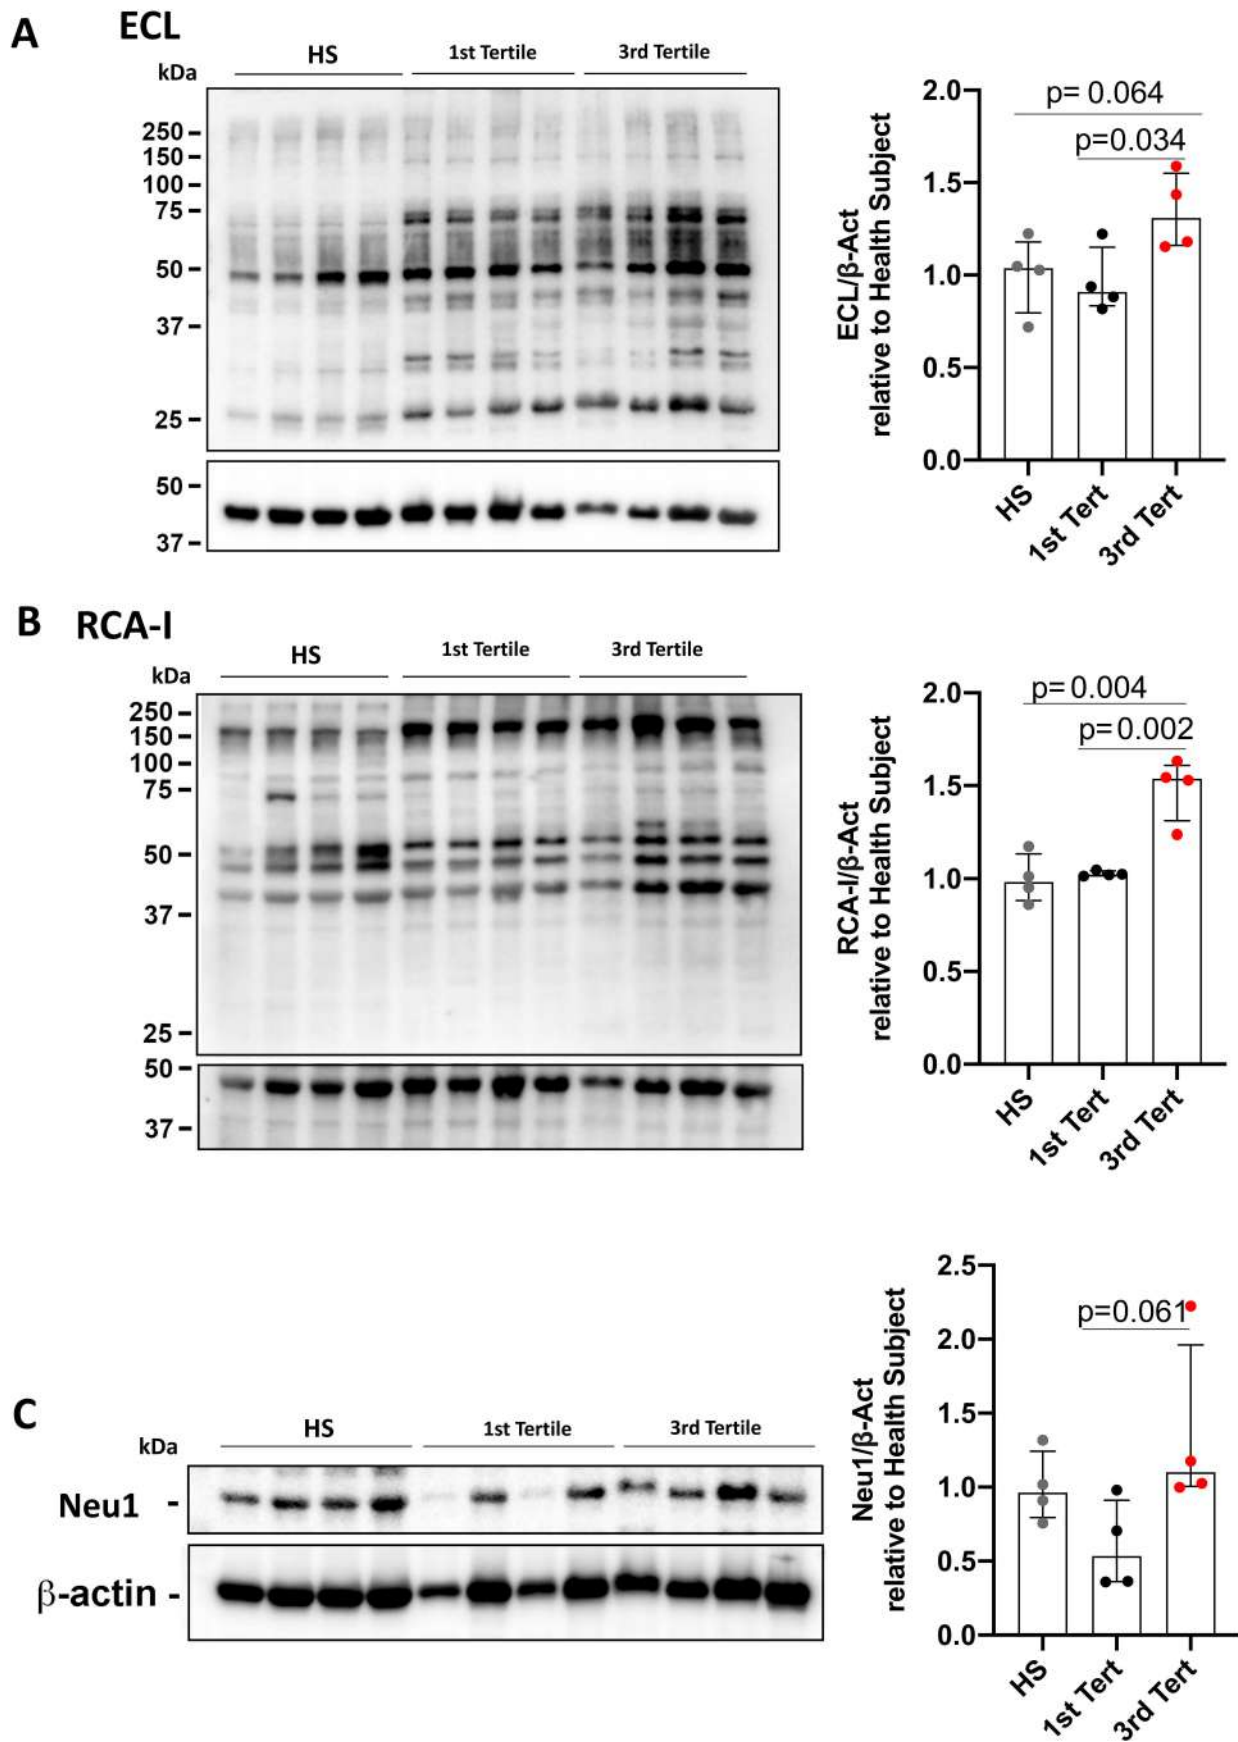 A
ECL
HS
1st Tertile
3rd Tertile
kDa
250
150
100
75
50
37
25
50
37
ECL/β-Act
relative to Health Subject
2.0
1.5
1.0
0.5
0.0
p= 0.064
p=0.034
HS
1st Tert
3rd Tert
B
RCA-I
HS
1st Tertile
3rd Tertile
kDa
250
150
100
75
50
37
25
50
37
RCA-I/β-Act
relative to Health Subject
2.0
1.5
1.0
0.5
0.0
p= 0.004
p=0.002
HS
1st Tert
3rd Tert
C
HS
1st Tertile
3rd Tertile
kDa
Neu1 -
β-actin -
Neu1/β-Act
relative to Health Subject
2.5
2.0
1.5
1.0
0.5
0.0
p=0.061
HS
1st Tert
3rd Tert